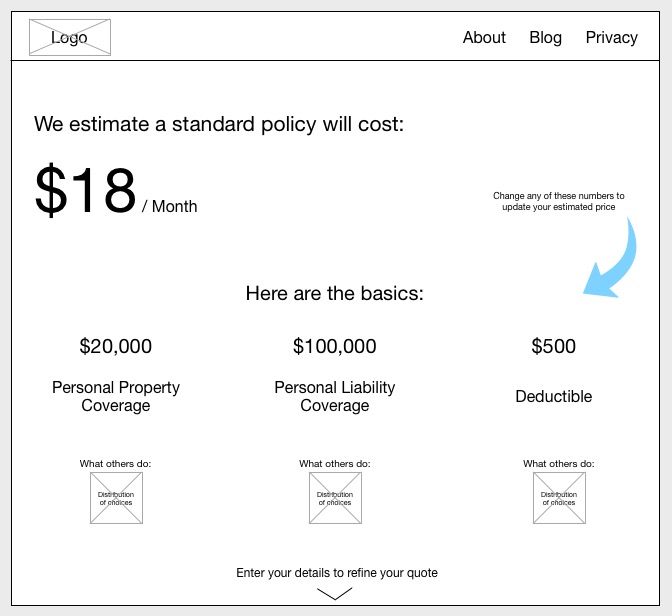 Logo
About Blog Privacy
We estimate a standard policy will cost:
$18 / Month
Change any of these numbers to
update your estimated price
Here are the basics:
$20,000
Personal Property
Coverage
$100,000
Personal Liability
Coverage
$500
Deductible
What others do:
Distribution
of choices
What others do:
Distribution
of choices
What others do:
Distribution
of choices
Enter your details to refine your quote